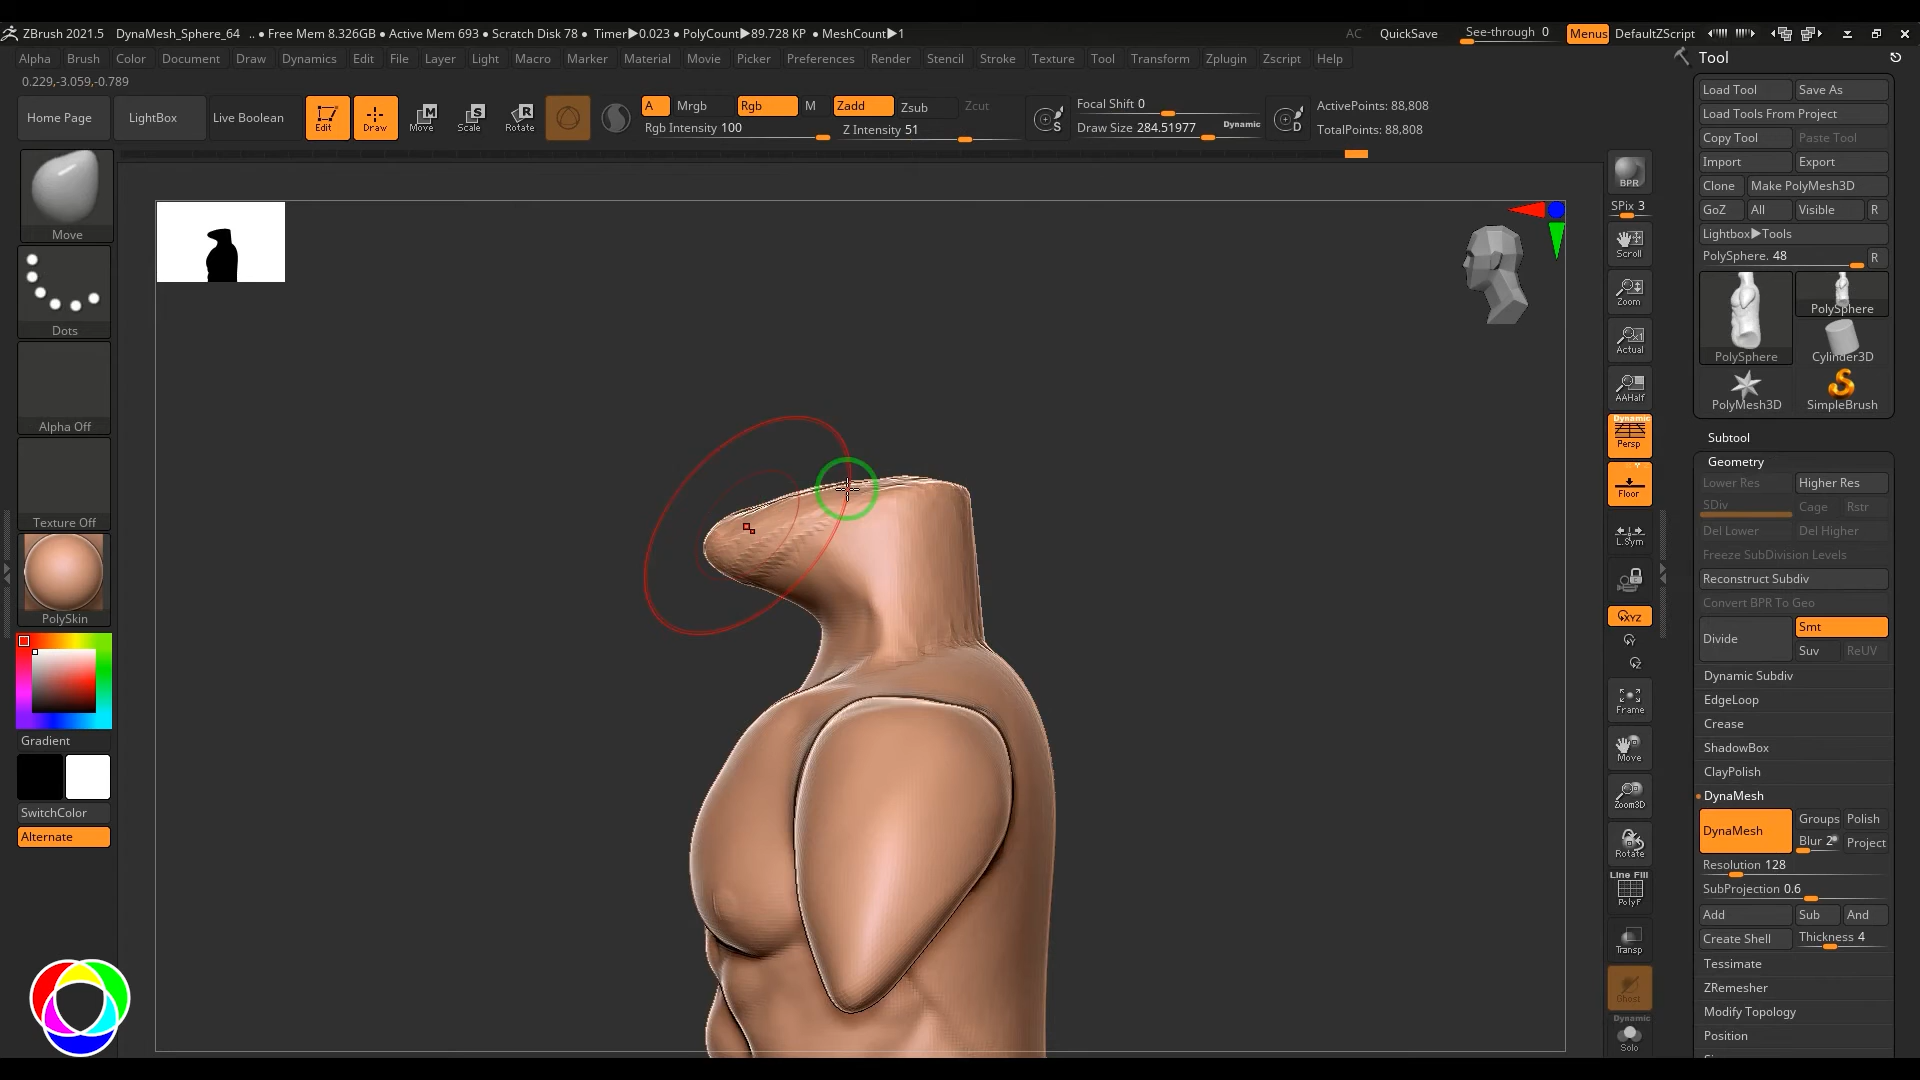 ZBrush 2021.5 DynaMesh_Sphere_64 .. ● Free Mem 8.326GB ● Active Mem 693 ● Scratch Disk 78 ● Timer▶0.023 ● PolyCount▶89.728 KP ● MeshCount▶1 AC QuickSave See-through 0 Menus DefaultZScript
Alpha Brush Color Document Draw Dynamics Edit File Layer Light Macro Marker Material Movie Picker Preferences Render Stencil Stroke Texture Tool Transform Zplugin Zscript Help
0.229,-3.059,-0.789
Home Page LightBox Live Boolean Edit Draw Move Scale Rotate
A Mrgb Rgb M Zadd Zsub Zcut
Rgb Intensity 100 Z Intensity 51
S Focal Shift 0
Draw Size 284.51977 Dynamic
D ActivePoints: 88,808
TotalPoints: 88,808
Move
Dots
Alpha Off
Texture Off
PolySkin
Gradient
SwitchColor
Alternate
BPR
SPix 3
Scroll
Zoom
Actual
AAHalf
Dynamic
Persp
Floor
L.Sym
XYZ
Y
Z
Frame
Move
Zoom3D
Rotate
Line Fill
PolyF
Transp
Ghost
Dynamic
Solo
Tool
Load Tool Save As
Load Tools From Project
Copy Tool Paste Tool
Import Export
Clone Make PolyMesh3D
GoZ All Visible R
Lightbox▶Tools
PolySphere. 48 R
PolySphere
PolySphere Cylinder3D
PolyMesh3D SimpleBrush
Subtool
Geometry
Lower Res Higher Res
SDiv Cage Rstr
Del Lower Del Higher
Freeze SubDivision Levels
Reconstruct Subdiv
Convert BPR To Geo
Divide Smt
Suv ReUV
Dynamic Subdiv
EdgeLoop
Crease
ShadowBox
ClayPolish
DynaMesh
DynaMesh Groups Polish
Blur 2 Project
Resolution 128
SubProjection 0.6
Add Sub And
Create Shell Thickness 4
Tessimate
ZRemesher
Modify Topology
Position